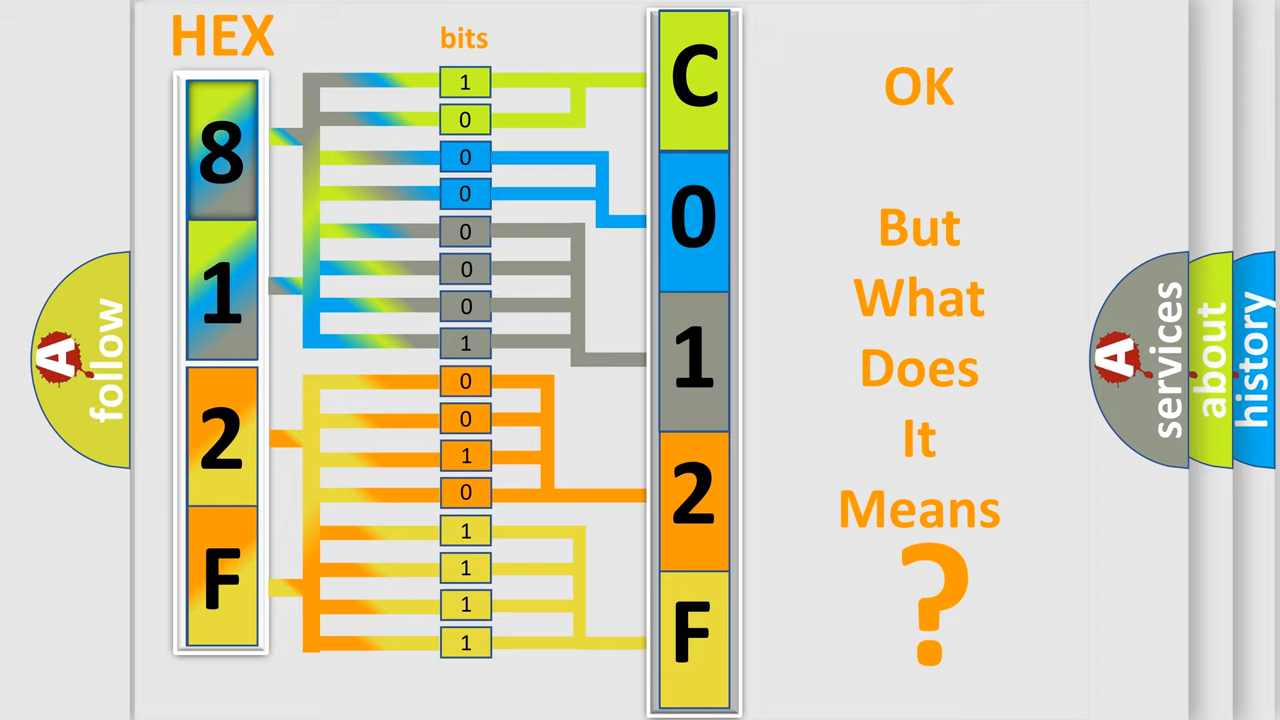 HEX
bits
8
1
2
F
1
0
0
0
0
0
0
1
0
0
1
0
1
1
1
1
C
0
1
2
F
OK
But
What
Does
It
Means
?
A
follow
A
services
about
history